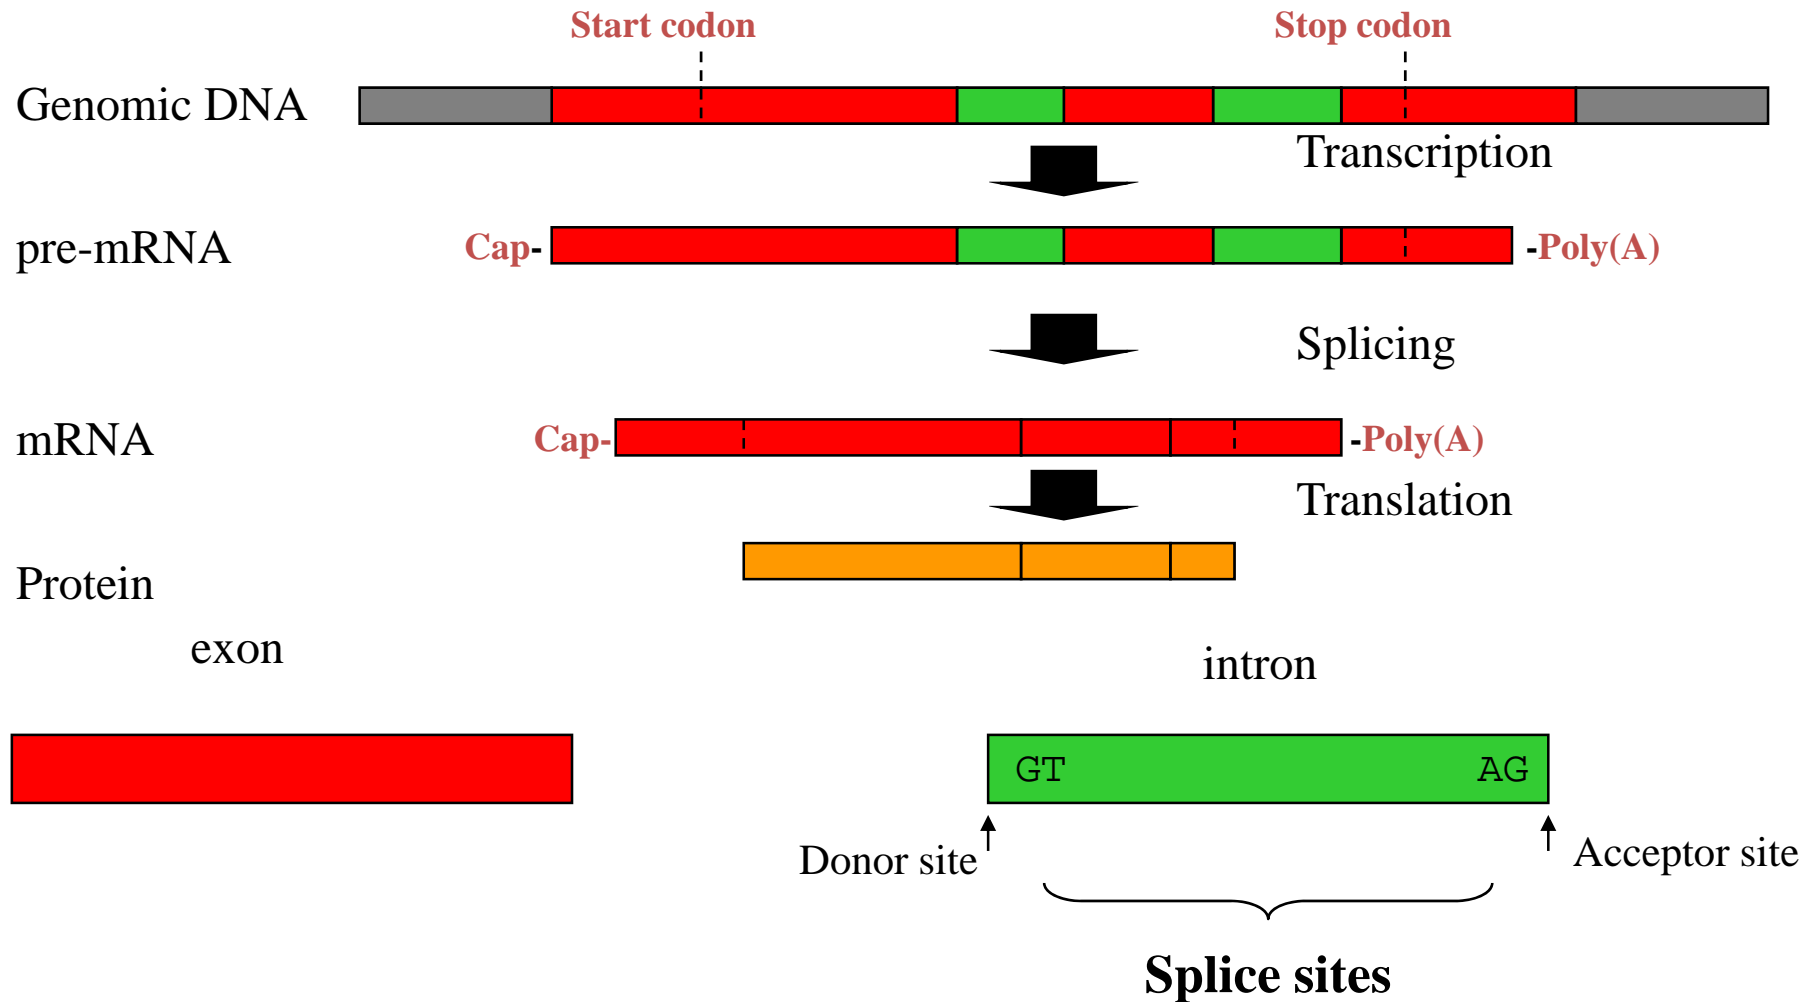 Start codon
Stop codon
Genomic DNA
Transcription
pre-mRNA
Cap-
-Poly(A)
Splicing
mRNA
Cap-
-Poly(A)
Translation
Protein
exon
intron
GT
AG
Donor site
Acceptor site
Splice sites